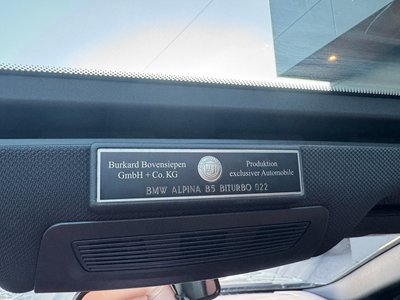 Burkard Bovensiepen
GmbH + Co. KG
Produktion
exclusiver Automobile
BMW ALPINA B5 BITURBO 022